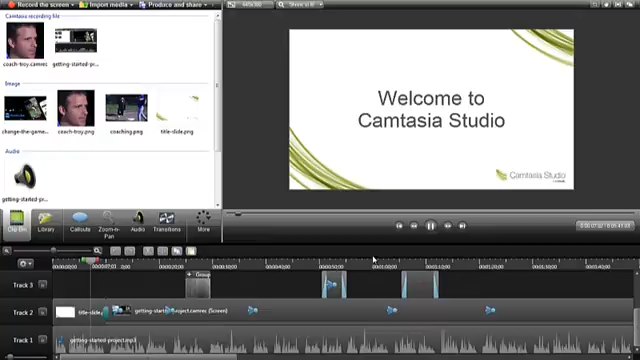 Record the screen
Import media
Produce and share
Camtasia recording file
coach-troy.camrec
getting-started-pr...
Image
change-the-game...
coach-troy.png
coaching.png
title-slide.png
Audio
getting-started-pr...
Clip Bin
Library
Callouts
Zoom-n-Pan
Audio
Transitions
More
Welcome to
Camtasia Studio
Camtasia Studio
Track 3
Group
Track 2
title-slide
getting-started-project.camrec (Screen)
Track 1
getting-started-project.mp3